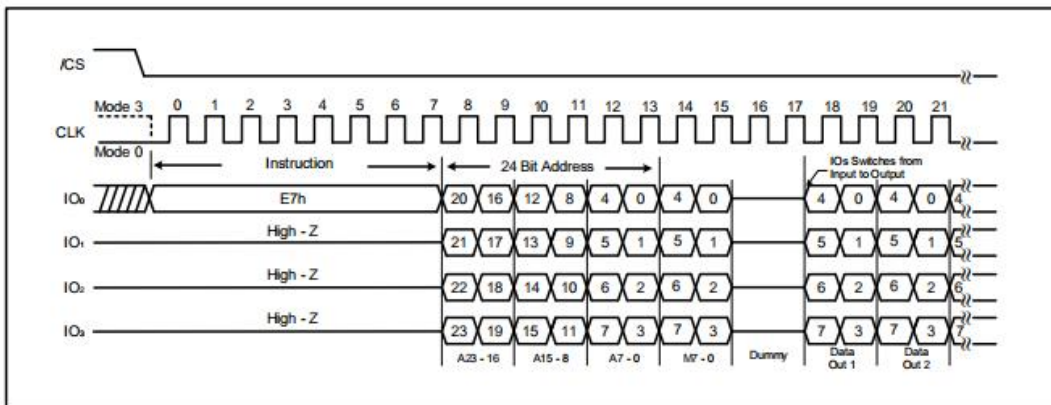 /CS
Mode 3 0 1 2 3 4 5 6 7 8 9 10 11 12 13 14 15 16 17 18 19 20 21
CLK
Mode 0
Instruction 24 Bit Address IOs Switches from
Input to Output
IO₀ E7h 20 16 12 8 4 0 4 0 4 0 4 0 4
High - Z
IO₁ 21 17 13 9 5 1 5 1 5 1 5 1 5
High - Z
IO₂ 22 18 14 10 6 2 6 2 6 2 6 2 6
High - Z
IO₃ 23 19 15 11 7 3 7 3 7 3 7 3 7
A23 - 16 A15 - 8 A7 - 0 M7 - 0 Dummy Data Data
Out 1 Out 2